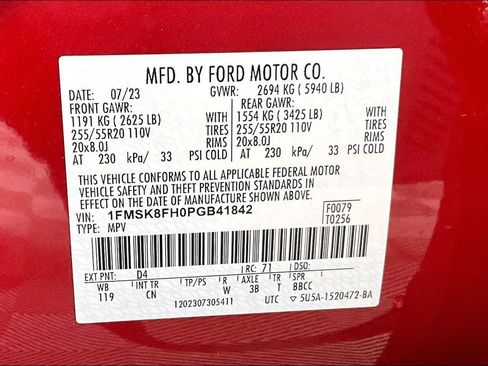 MFD. BY FORD MOTOR CO.
DATE: 07/23 GVWR: 2694 KG ( 5940 LB)
FRONT GAWR: REAR GAWR:
1191 KG ( 2625 LB) WITH 1554 KG ( 3425 LB) WITH
255/55R20 110V TIRES 255/55R20 110V TIRES
20x8.0J RIMS 20x8.0J RIMS
AT 230 kPa/ 33 PSI COLD AT 230 kPa/ 33 PSI COLD
THIS VEHICLE CONFORMS TO ALL APPLICABLE FEDERAL MOTOR
VEHICLE SAFETY AND THEFT PREVENTION STANDARDS IN
EFFECT ON THE DATE OF MANUFACTURE SHOWN ABOVE.
VIN: 1FMSK8FH0PGB41842 F0079
TYPE: MPV T0256
EXT PNT: D4 RC: 71 DSO:
WB INT TR TP/PS R AXLE TR SPR
119 CN W 3B T BBCC
1202307305411 UTC 5U5A-1520472-BA